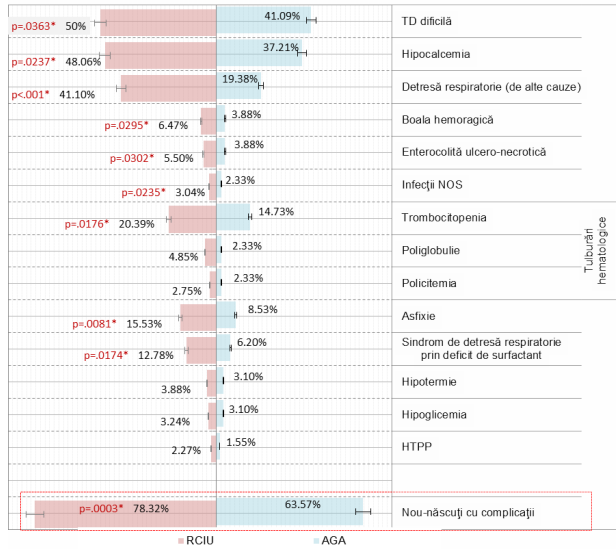 p=.0363* 50% 41.09% TD dificilă
p=.0237* 48.06% 37.21% Hipocalcemia
p<.001* 41.10% 19.38% Detresă respiratorie (de alte cauze)
p=.0295* 6.47% 3.88% Boala hemoragică
p=.0302* 5.50% 3.88% Enterocolită ulcero-necrotică
p=.0235* 3.04% 2.33% Infecții NOS
p=.0176* 20.39% 14.73% Trombocitopenia
4.85% 2.33% Poliglobulie
2.75% 2.33% Policitemia
Tulburări
hematologice
p=.0081* 15.53% 8.53% Asfixie
p=.0174* 12.78% 6.20% Sindrom de detresă respiratorie
prin deficit de surfactant
3.88% 3.10% Hipotermie
3.24% 3.10% Hipoglicemia
2.27% 1.55% HTPP
p=.0003* 78.32% 63.57% Nou-născuți cu complicații
RCIU AGA